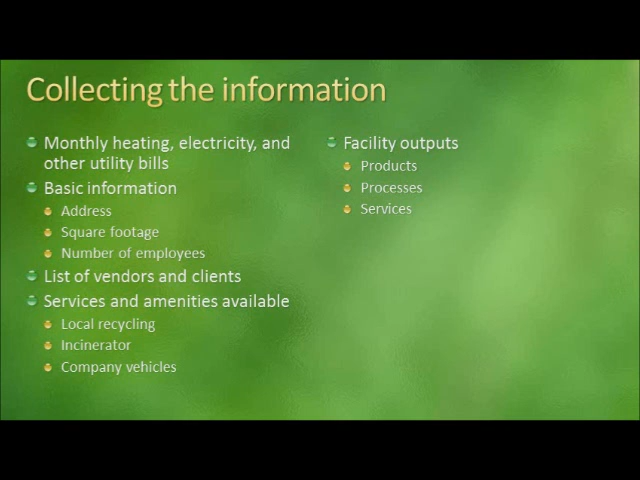 Collecting the information
Monthly heating, electricity, and
other utility bills
Basic information
Address
Square footage
Number of employees
List of vendors and clients
Services and amenities available
Local recycling
Incinerator
Company vehicles
Facility outputs
Products
Processes
Services